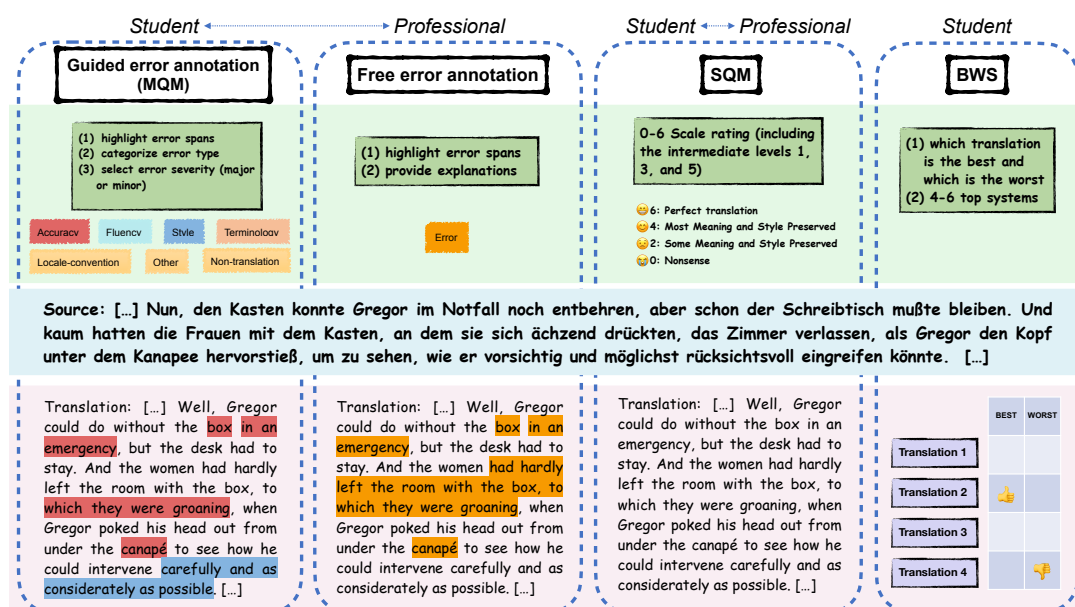 Student Professional Student Professional Student
Guided error annotation
(MQM)
Free error annotation
SQM
BWS
(1) highlight error spans
(2) categorize error type
(3) select error severity (major
or minor)
Accuracy Fluency Style Terminology
Locale-convention Other Non-translation
(1) highlight error spans
(2) provide explanations
Error
0-6 Scale rating (including
the intermediate levels 1,
3, and 5)
6: Perfect translation
4: Most Meaning and Style Preserved
2: Some Meaning and Style Preserved
0: Nonsense
(1) which translation
is the best and
which is the worst
(2) 4-6 top systems
Source: […] Nun, den Kasten konnte Gregor im Notfall noch entbehren, aber schon der Schreibtisch mußte bleiben. Und
kaum hatten die Frauen mit dem Kasten, an dem sie sich ächzend drückten, das Zimmer verlassen, als Gregor den Kopf
unter dem Kanapee hervorstieß, um zu sehen, wie er vorsichtig und möglichst rücksichtsvoll eingreifen könnte. […]
Translation: […] Well, Gregor
could do without the box in an
emergency, but the desk had to
stay. And the women had hardly
left the room with the box, to
which they were groaning, when
Gregor poked his head out from
under the canapé to see how he
could intervene carefully and as
considerately as possible. […]
Translation: […] Well, Gregor
could do without the box in an
emergency, but the desk had to
stay. And the women had hardly
left the room with the box, to
which they were groaning, when
Gregor poked his head out from
under the canapé to see how he
could intervene carefully and as
considerately as possible. […]
Translation: […] Well, Gregor
could do without the box in an
emergency, but the desk had to
stay. And the women had hardly
left the room with the box, to
which they were groaning, when
Gregor poked his head out from
under the canapé to see how he
could intervene carefully and as
considerately as possible. […]
BEST WORST
Translation 1
Translation 2
Translation 3
Translation 4